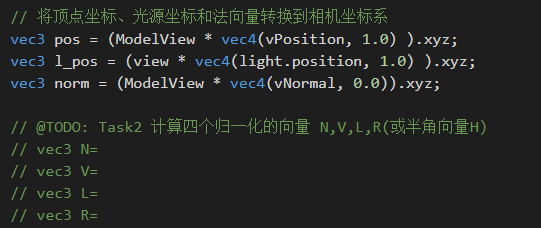 // 将顶点坐标、光源坐标和法向量转换到相机坐标系
vec3 pos = (ModelView * vec4(vPosition, 1.0) ).xyz;
vec3 l_pos = (view * vec4(light.position, 1.0) ).xyz;
vec3 norm = (ModelView * vec4(vNormal, 0.0)).xyz;
// @TODO: Task2 计算四个归一化的向量 N,V,L,R(或半角向量H)
// vec3 N=
// vec3 V=
// vec3 L=
// vec3 R=